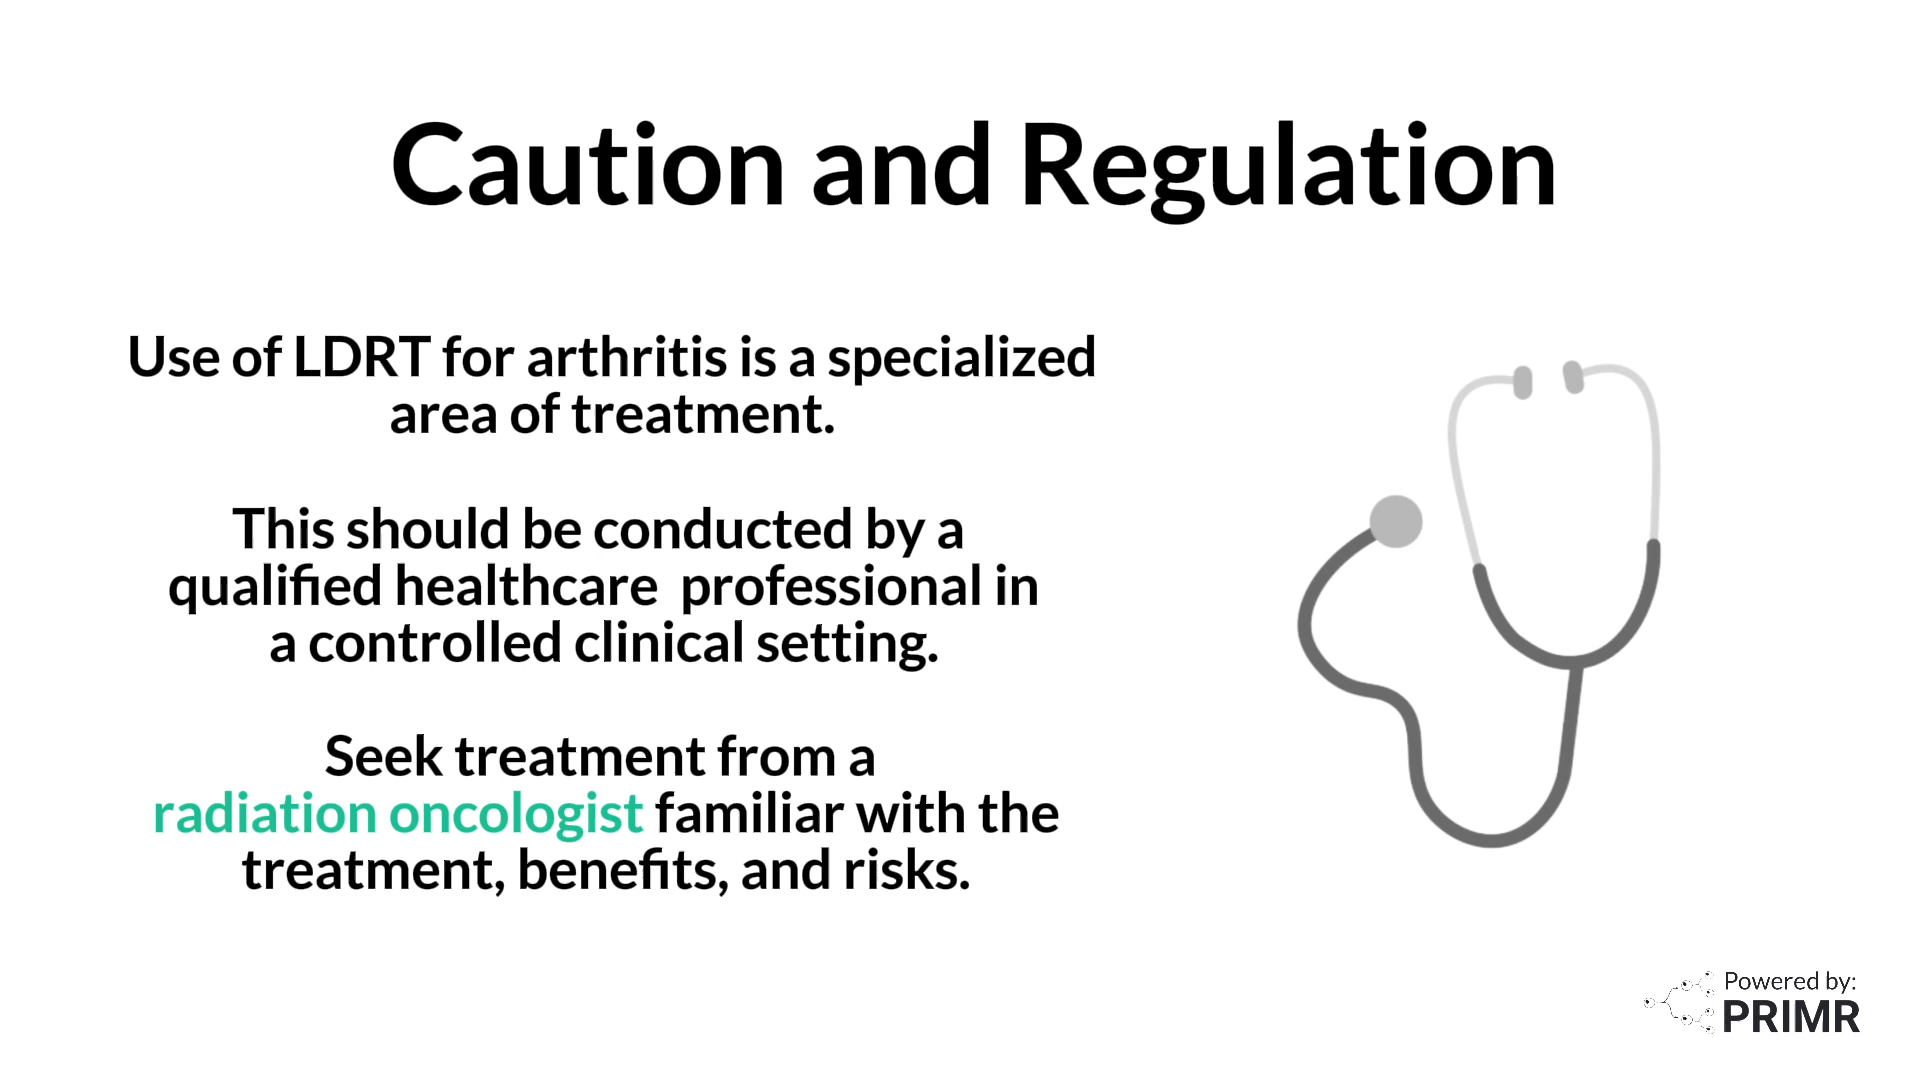 Caution and Regulation
Use of LDRT for arthritis is a specialized
area of treatment.
This should be conducted by a
qualified healthcare  professional in
a controlled clinical setting.
Seek treatment from a
radiation oncologist familiar with the
treatment, benefits, and risks.
Powered by:
PRIMR